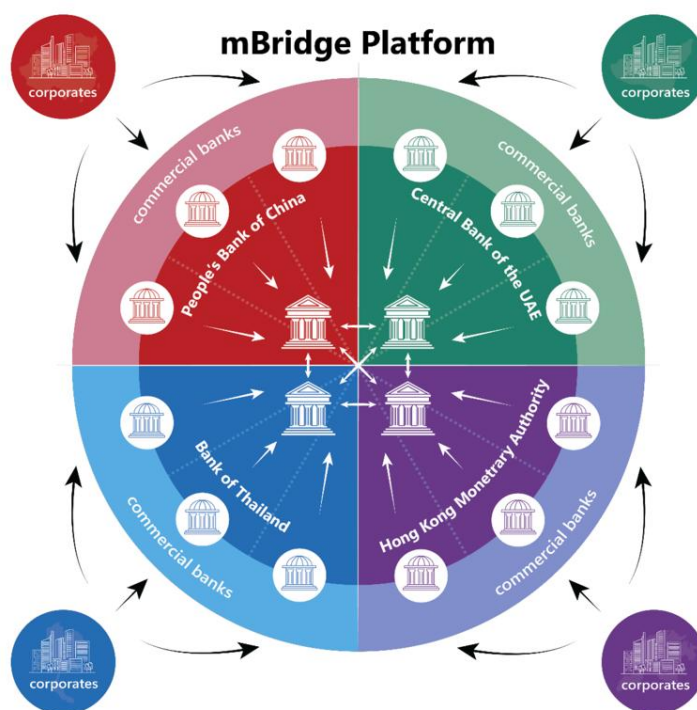 mBridge Platform
corporates
corporates
commercial banks
commercial banks
People's Bank of China
Central Bank of the UAE
Bank of Thailand
Hong Kong Monetrary Authority
commercial banks
commercial banks
corporates
corporates